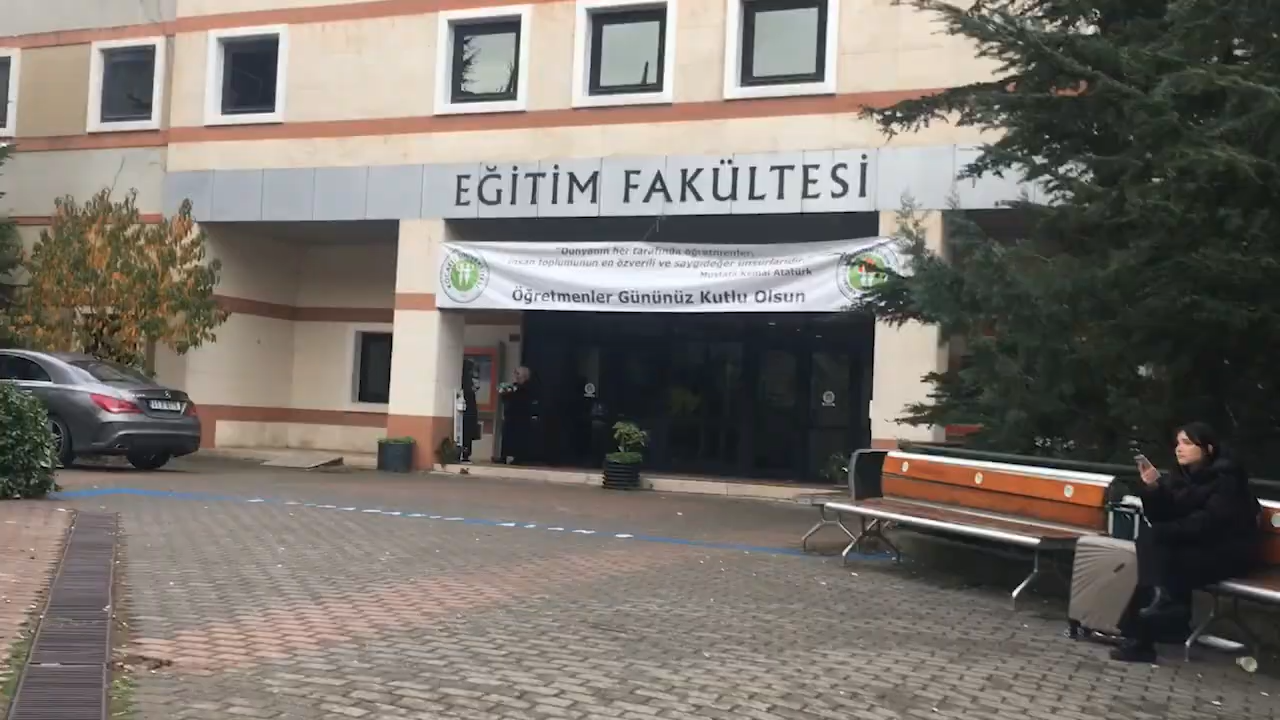 EĞİTİM FAKÜLTESİ
"Dünyanın her tarafında öğretmenler,
insan toplumunun en özverili ve saygıdeğer unsurlarıdır."
Mustafa Kemal Atatürk
Öğretmenler Gününüz Kutlu Olsun